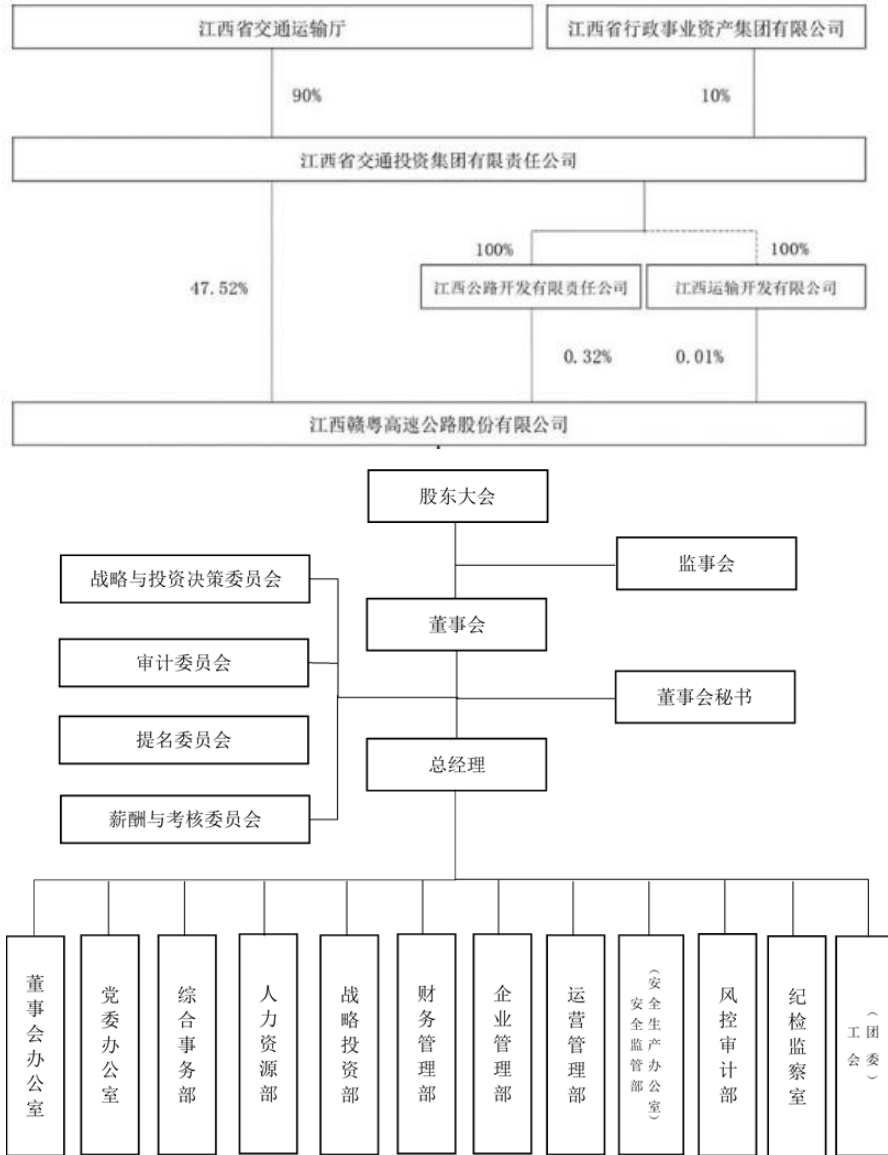 江西省交通运输厅
江西省行政事业资产集团有限公司
90%
10%
江西省交通投资集团有限责任公司
100%
100%
47.52%
江西公路开发有限责任公司
江西运输开发有限公司
0.32%
0.01%
江西赣粤高速公路股份有限公司
股东大会
监事会
战略与投资决策委员会
董事会
审计委员会
董事会秘书
提名委员会
总经理
薪酬与考核委员会
董事会办公室
党委办公室
综合事务部
人力资源部
战略投资部
财务管理部
企业管理部
运营管理部
安全监管部
（安全生产办公室）
风控审计部
纪检监察室
工会
（团委）